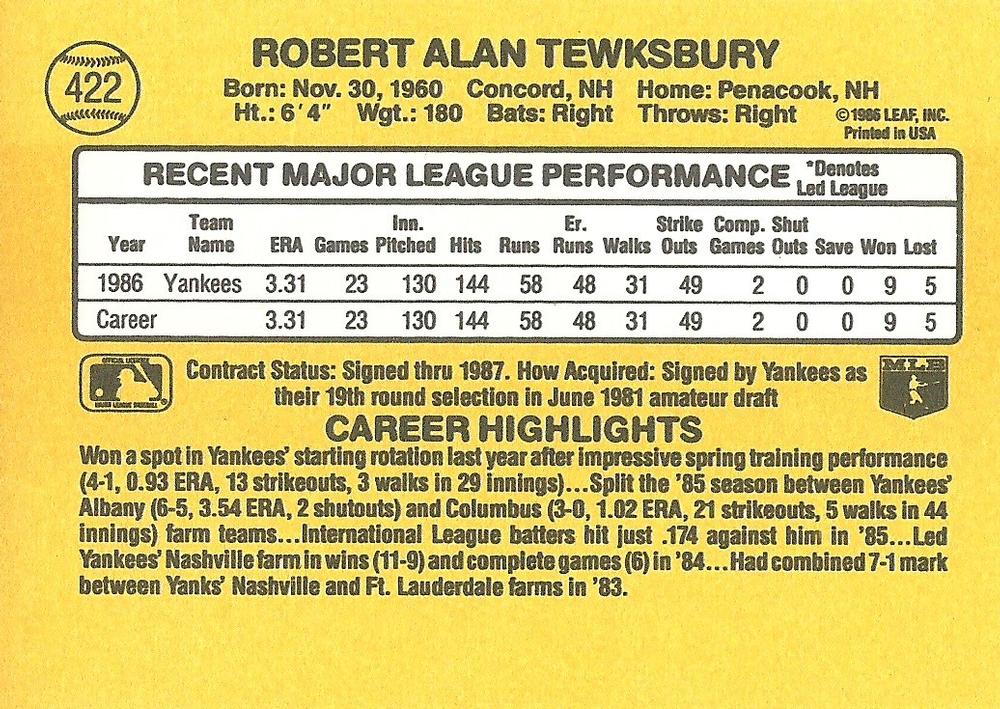 422
ROBERT ALAN TEWKSBURY
Born: Nov. 30, 1960 Concord, NH Home: Penacook, NH
Ht.: 6'4" Wgt.: 180 Bats: Right Throws: Right
©1986 LEAF, INC.
Printed in USA
RECENT MAJOR LEAGUE PERFORMANCE *Denotes Led League
Year Team Name ERA Games Inn. Pitched Hits Runs Er. Runs Walks Strike Outs Comp. Games Shut Outs Save Won Lost
1986 Yankees 3.31 23 130 144 58 48 31 49 2 0 0 9 5
Career 3.31 23 130 144 58 48 31 49 2 0 0 9 5
OFFICIAL LICENSEE
MAJOR LEAGUE BASEBALL
Contract Status: Signed thru 1987. How Acquired: Signed by Yankees as
their 19th round selection in June 1981 amateur draft
MLB
CAREER HIGHLIGHTS
Won a spot in Yankees' starting rotation last year after impressive spring training performance
(4-1, 0.93 ERA, 13 strikeouts, 3 walks in 29 innings)...Split the '85 season between Yankees'
Albany (6-5, 3.54 ERA, 2 shutouts) and Columbus (3-0, 1.02 ERA, 21 strikeouts, 5 walks in 44
innings) farm teams...International League batters hit just .174 against him in '85...Led
Yankees' Nashville farm in wins (11-9) and complete games (6) in '84...Had combined 7-1 mark
between Yanks' Nashville and Ft. Lauderdale farms in '83.